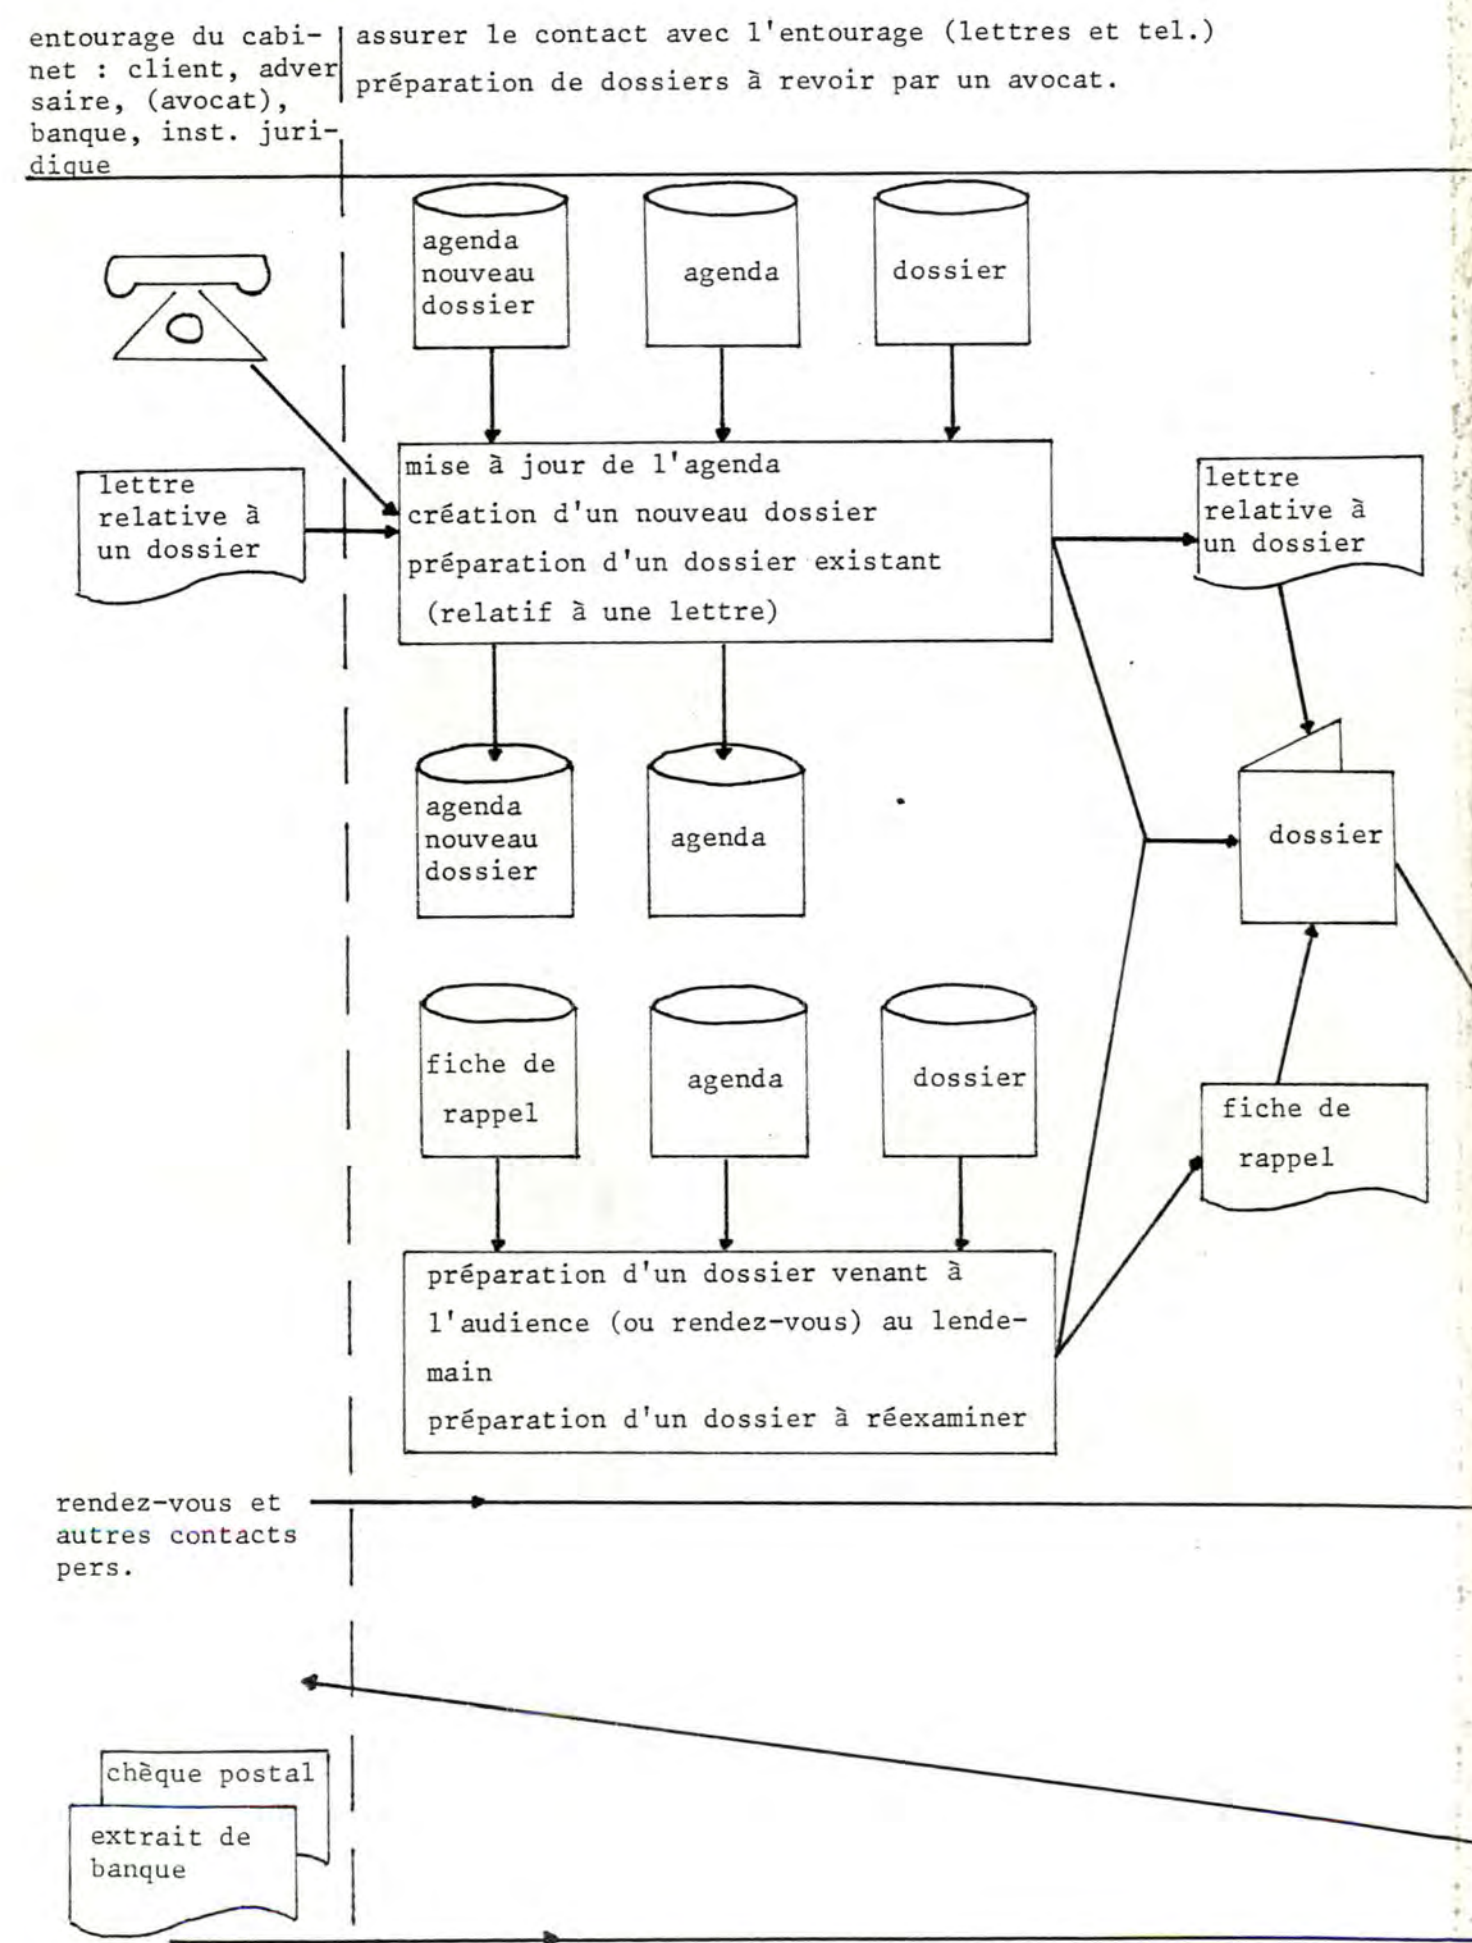 entourage du cabi-
net : client, adver
saire, (avocat),
banque, inst. juri-
dique
assurer le contact avec l'entourage (lettres et tel.)
préparation de dossiers à revoir par un avocat.
agenda
nouveau
dossier
agenda
dossier
lettre
relative à
un dossier
mise à jour de l'agenda
création d'un nouveau dossier
préparation d'un dossier existant
(relatif à une lettre)
lettre
relative à
un dossier
agenda
nouveau
dossier
agenda
dossier
fiche de
rappel
agenda
dossier
fiche de
rappel
préparation d'un dossier venant à
l'audience (ou rendez-vous) au lende-
main
préparation d'un dossier à réexaminer
rendez-vous et
autres contacts
pers.
chèque postal
extrait de
banque